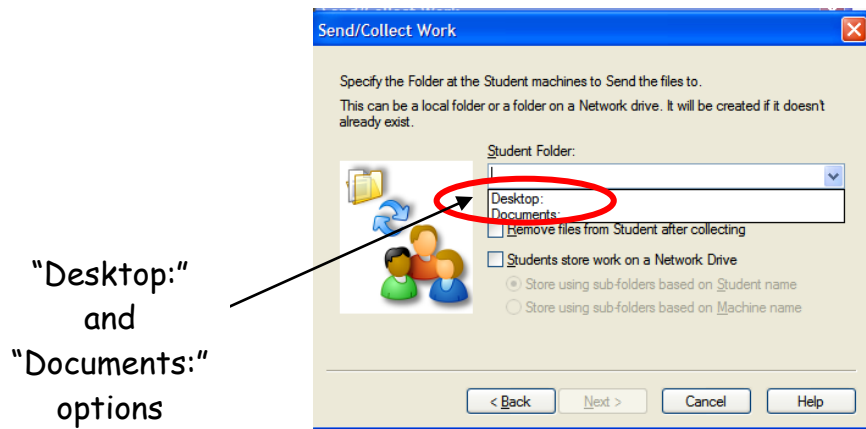 Send/Collect Work
Specify the Folder at the Student machines to Send the files to.
This can be a local folder or a folder on a Network drive. It will be created if it doesn't
already exist.
Student Folder:
Desktop:
Documents:
Remove files from Student after collecting
Students store work on a Network Drive
Store using sub-folders based on Student name
Store using sub-folders based on Machine name
"Desktop:"
and
"Documents:"
options
< Back
Next >
Cancel
Help